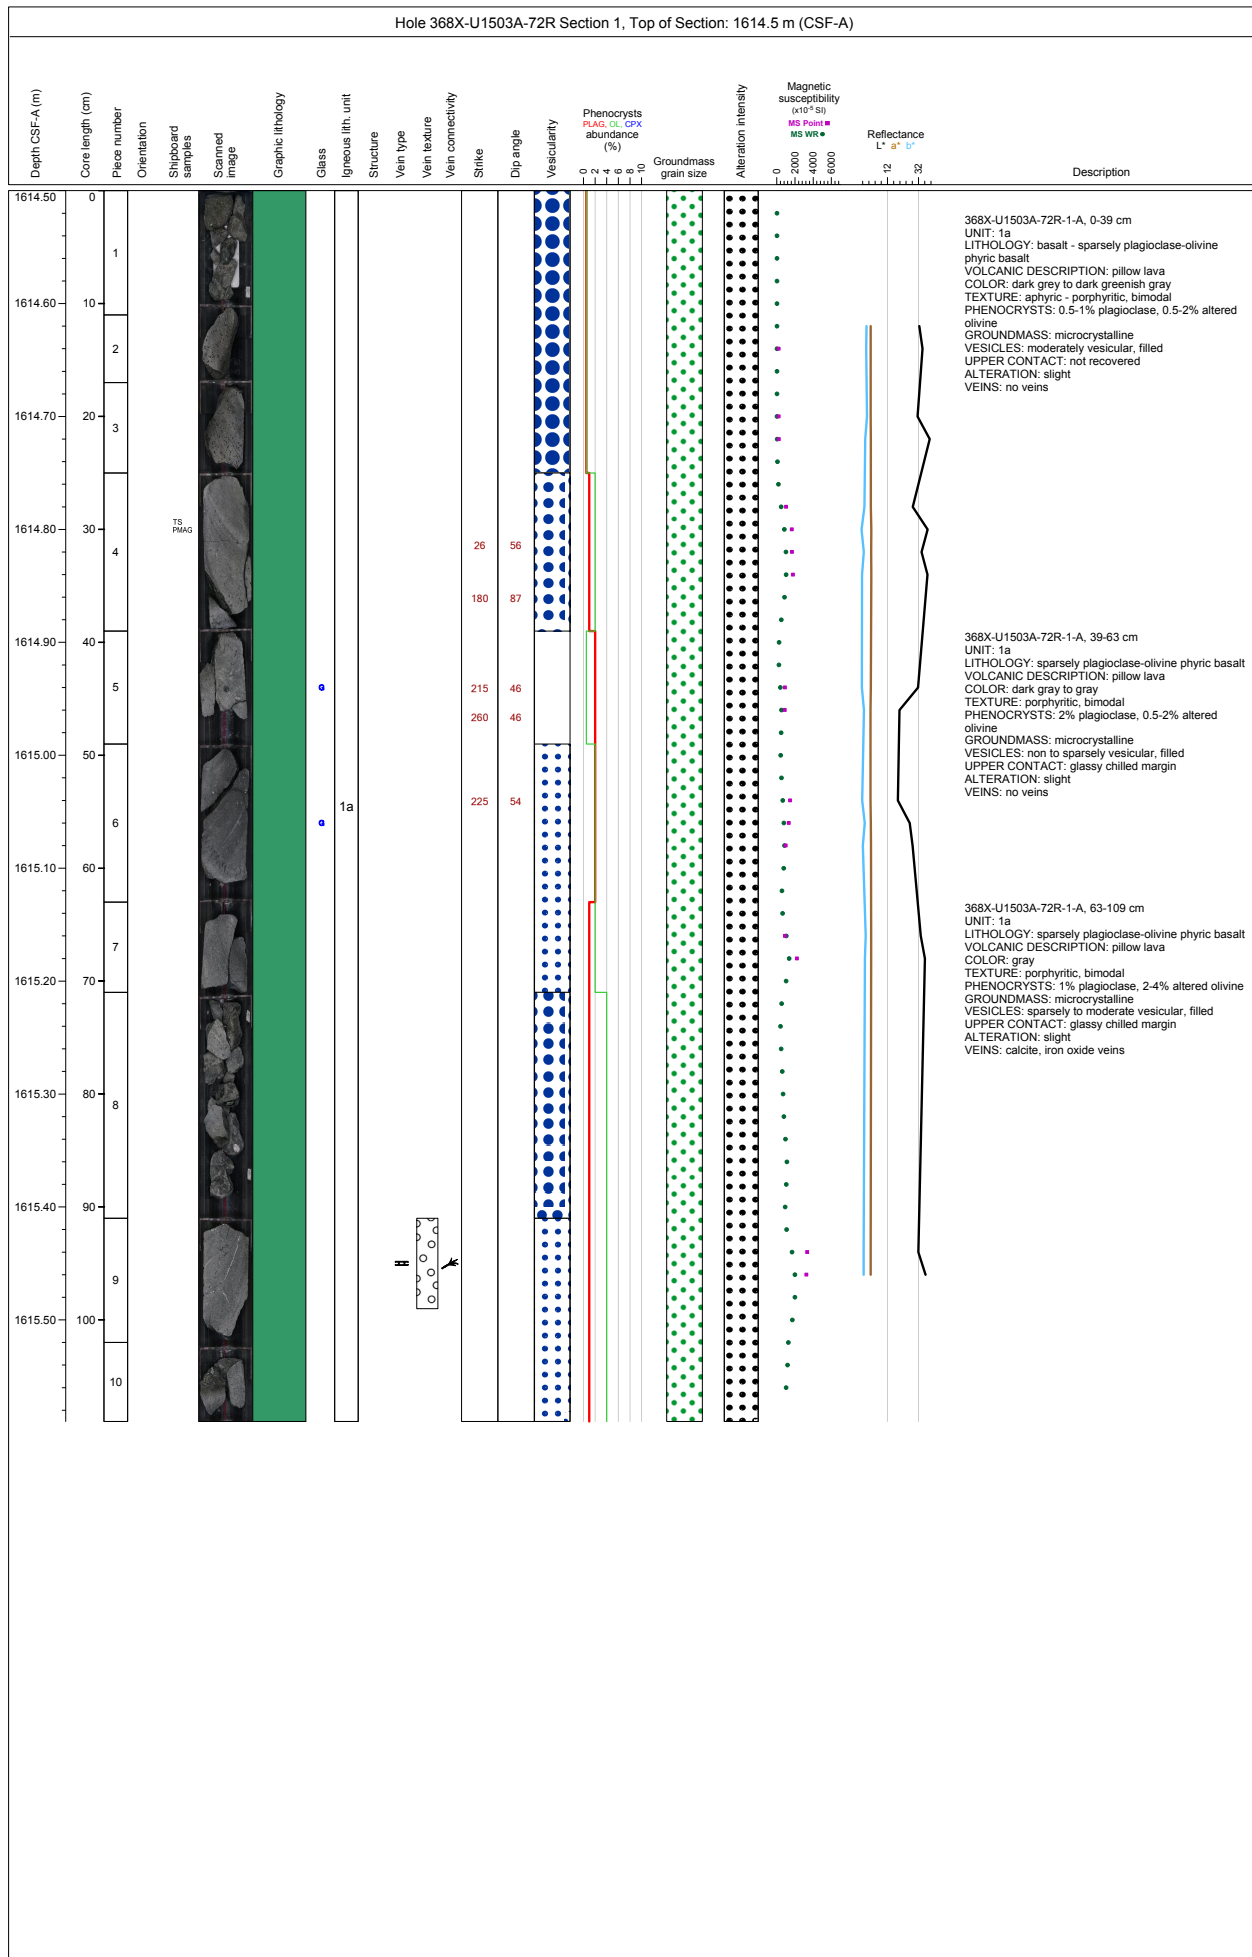 Hole 368X-U1503A-72R Section 1, Top of Section: 1614.5 m (CSF-A)
Depth CSF-A (m)
Core length (cm)
Piece number
Orientation
Shipboard
samples
Scanned
image
Graphic lithology
Glass
Igneous lith. unit
Structure
Vein type
Vein texture
Vein connectivity
Strike
Dip angle
Vesicularity
Phenocrysts
PLAG, OL, CPX
abundance
(%)
0 2 4 6 8 10
Groundmass
grain size
Alteration intensity
Magnetic
susceptibility
(x10⁻⁵ SI)
MS Point
MS WR
0 2000 4000 6000
Reflectance
L* a* b*
12 32
Description
1614.50 0
1614.60 10
1614.70 20
1614.80 30
1614.90 40
1615.00 50
1615.10 60
1615.20 70
1615.30 80
1615.40 90
1615.50 100
1
2
3
4
5
6
7
8
9
10
TS
PMAG
G
G
1a
26 56
180 87
215 46
260 46
225 54
368X-U1503A-72R-1-A, 0-39 cm
UNIT: 1a
LITHOLOGY: basalt - sparsely plagioclase-olivine
phyric basalt
VOLCANIC DESCRIPTION: pillow lava
COLOR: dark grey to dark greenish gray
TEXTURE: aphyric - porphyritic, bimodal
PHENOCRYSTS: 0.5-1% plagioclase, 0.5-2% altered
olivine
GROUNDMASS: microcrystalline
VESICLES: moderately vesicular, filled
UPPER CONTACT: not recovered
ALTERATION: slight
VEINS: no veins
368X-U1503A-72R-1-A, 39-63 cm
UNIT: 1a
LITHOLOGY: sparsely plagioclase-olivine phyric basalt
VOLCANIC DESCRIPTION: pillow lava
COLOR: dark gray to gray
TEXTURE: porphyritic, bimodal
PHENOCRYSTS: 2% plagioclase, 0.5-2% altered
olivine
GROUNDMASS: microcrystalline
VESICLES: non to sparsely vesicular, filled
UPPER CONTACT: glassy chilled margin
ALTERATION: slight
VEINS: no veins
368X-U1503A-72R-1-A, 63-109 cm
UNIT: 1a
LITHOLOGY: sparsely plagioclase-olivine phyric basalt
VOLCANIC DESCRIPTION: pillow lava
COLOR: gray
TEXTURE: porphyritic, bimodal
PHENOCRYSTS: 1% plagioclase, 2-4% altered olivine
GROUNDMASS: microcrystalline
VESICLES: sparsely to moderate vesicular, filled
UPPER CONTACT: glassy chilled margin
ALTERATION: slight
VEINS: calcite, iron oxide veins